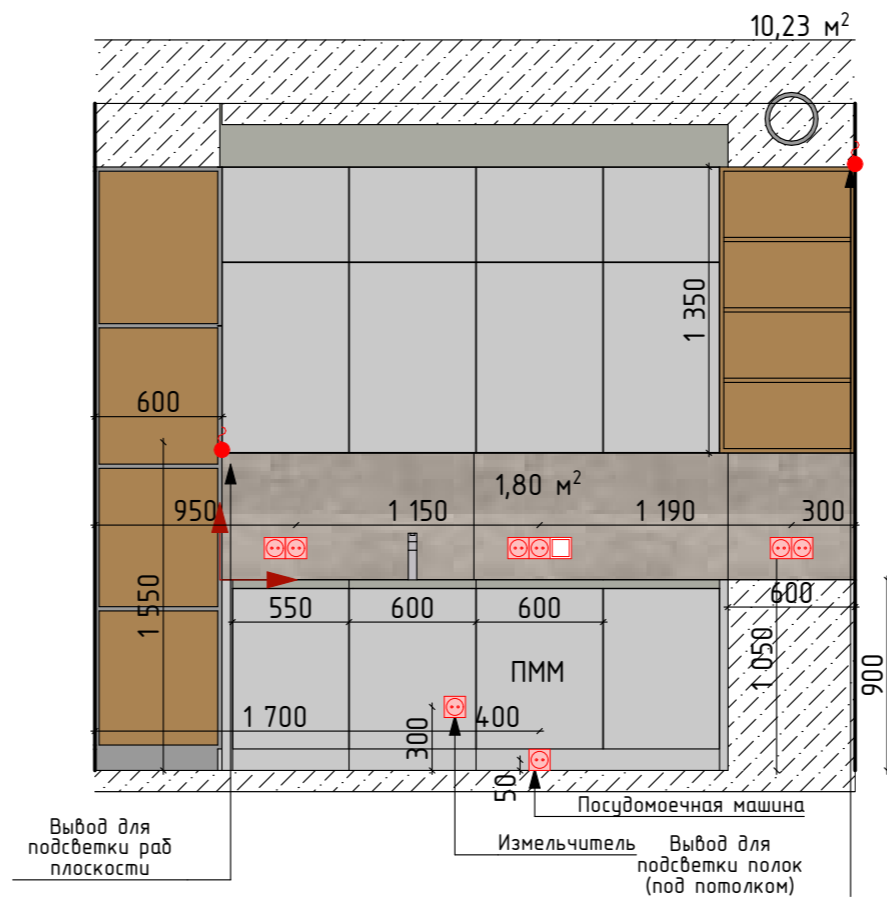 10,23 м²
1 350
600
1,80 м²
950
1 150
1 190
300
1 550
550
600
600
600
1 050
900
ПММ
1 700
400
300
50
Посудомоечная машина
Измельчитель
Вывод для
подсветки раб
плоскости
Вывод для
подсветки полок
(под потолком)